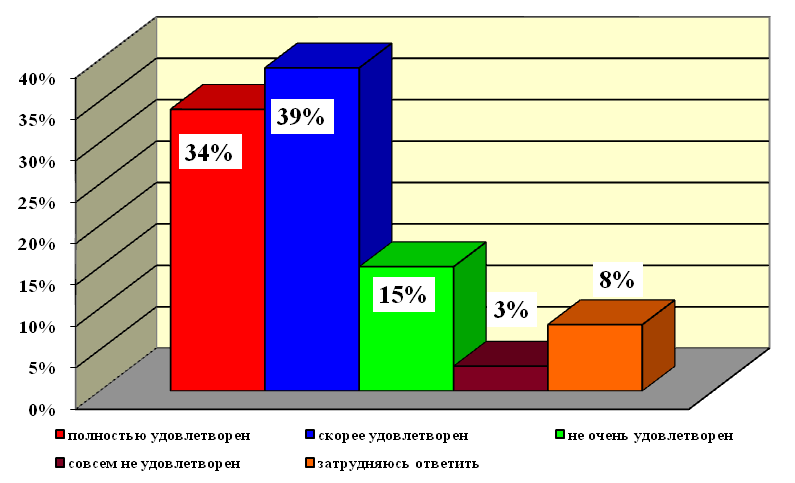 40%
35%
30%
25%
20%
15%
10%
5%
0%
34%
39%
15%
3%
8%
полностью удовлетворен
скорее удовлетворен
не очень удовлетворен
совсем не удовлетворен
затрудняюсь ответить